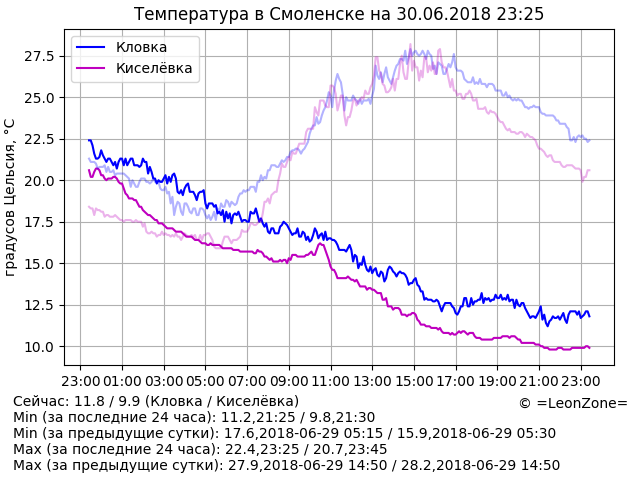 Температура в Смоленске на 30.06.2018 23:25
Кловка
Киселёвка
градусов Цельсия, °C
27.5
25.0
22.5
20.0
17.5
15.0
12.5
10.0
23:00 01:00 03:00 05:00 07:00 09:00 11:00 13:00 15:00 17:00 19:00 21:00 23:00
Сейчас: 11.8 / 9.9 (Кловка / Киселёвка)
© =LeonZone=
Min (за последние 24 часа): 11.2,21:25 / 9.8,21:30
Min (за предыдущие сутки): 17.6,2018-06-29 05:15 / 15.9,2018-06-29 05:30
Max (за последние 24 часа): 22.4,23:25 / 20.7,23:45
Max (за предыдущие сутки): 27.9,2018-06-29 14:50 / 28.2,2018-06-29 14:50